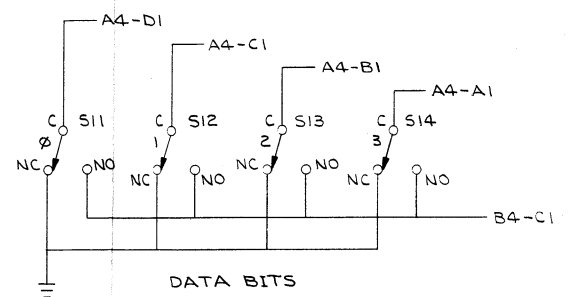 A4-D1
A4-C1
A4-B1
A4-A1
C S11
C S12
C S13
C S14
Ø
1
2
3
NC NO
NC NO
NC NO
NC NO
B4-C1
DATA BITS